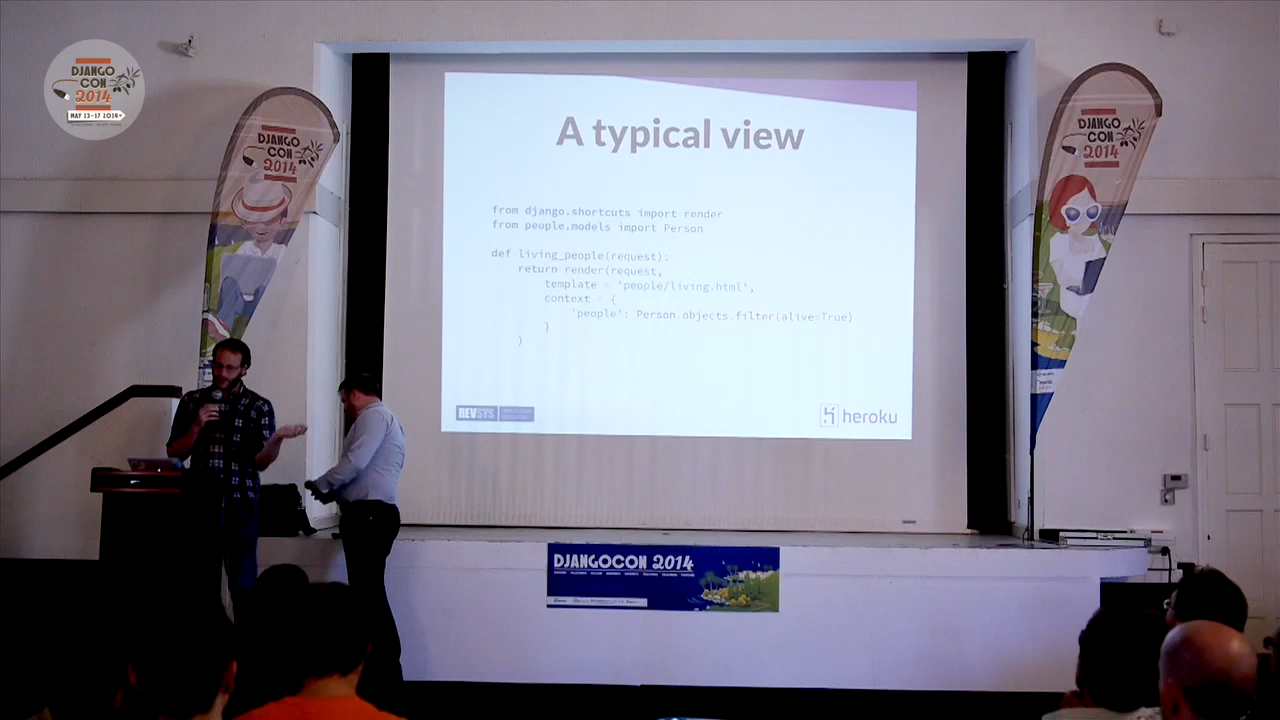 DJANGO
CON
2014
MAY 13-17 2014
DJANGO
CON
2014
A typical view
from django.shortcuts import render
from people.models import Person
def living_people(request):
return render(request,
template = 'people/living.html',
context = {
'people': Person.objects.filter(alive=True)
}
)
REVSYS
heroku
DJANGO
CON
2014
DJANGOCON 2014